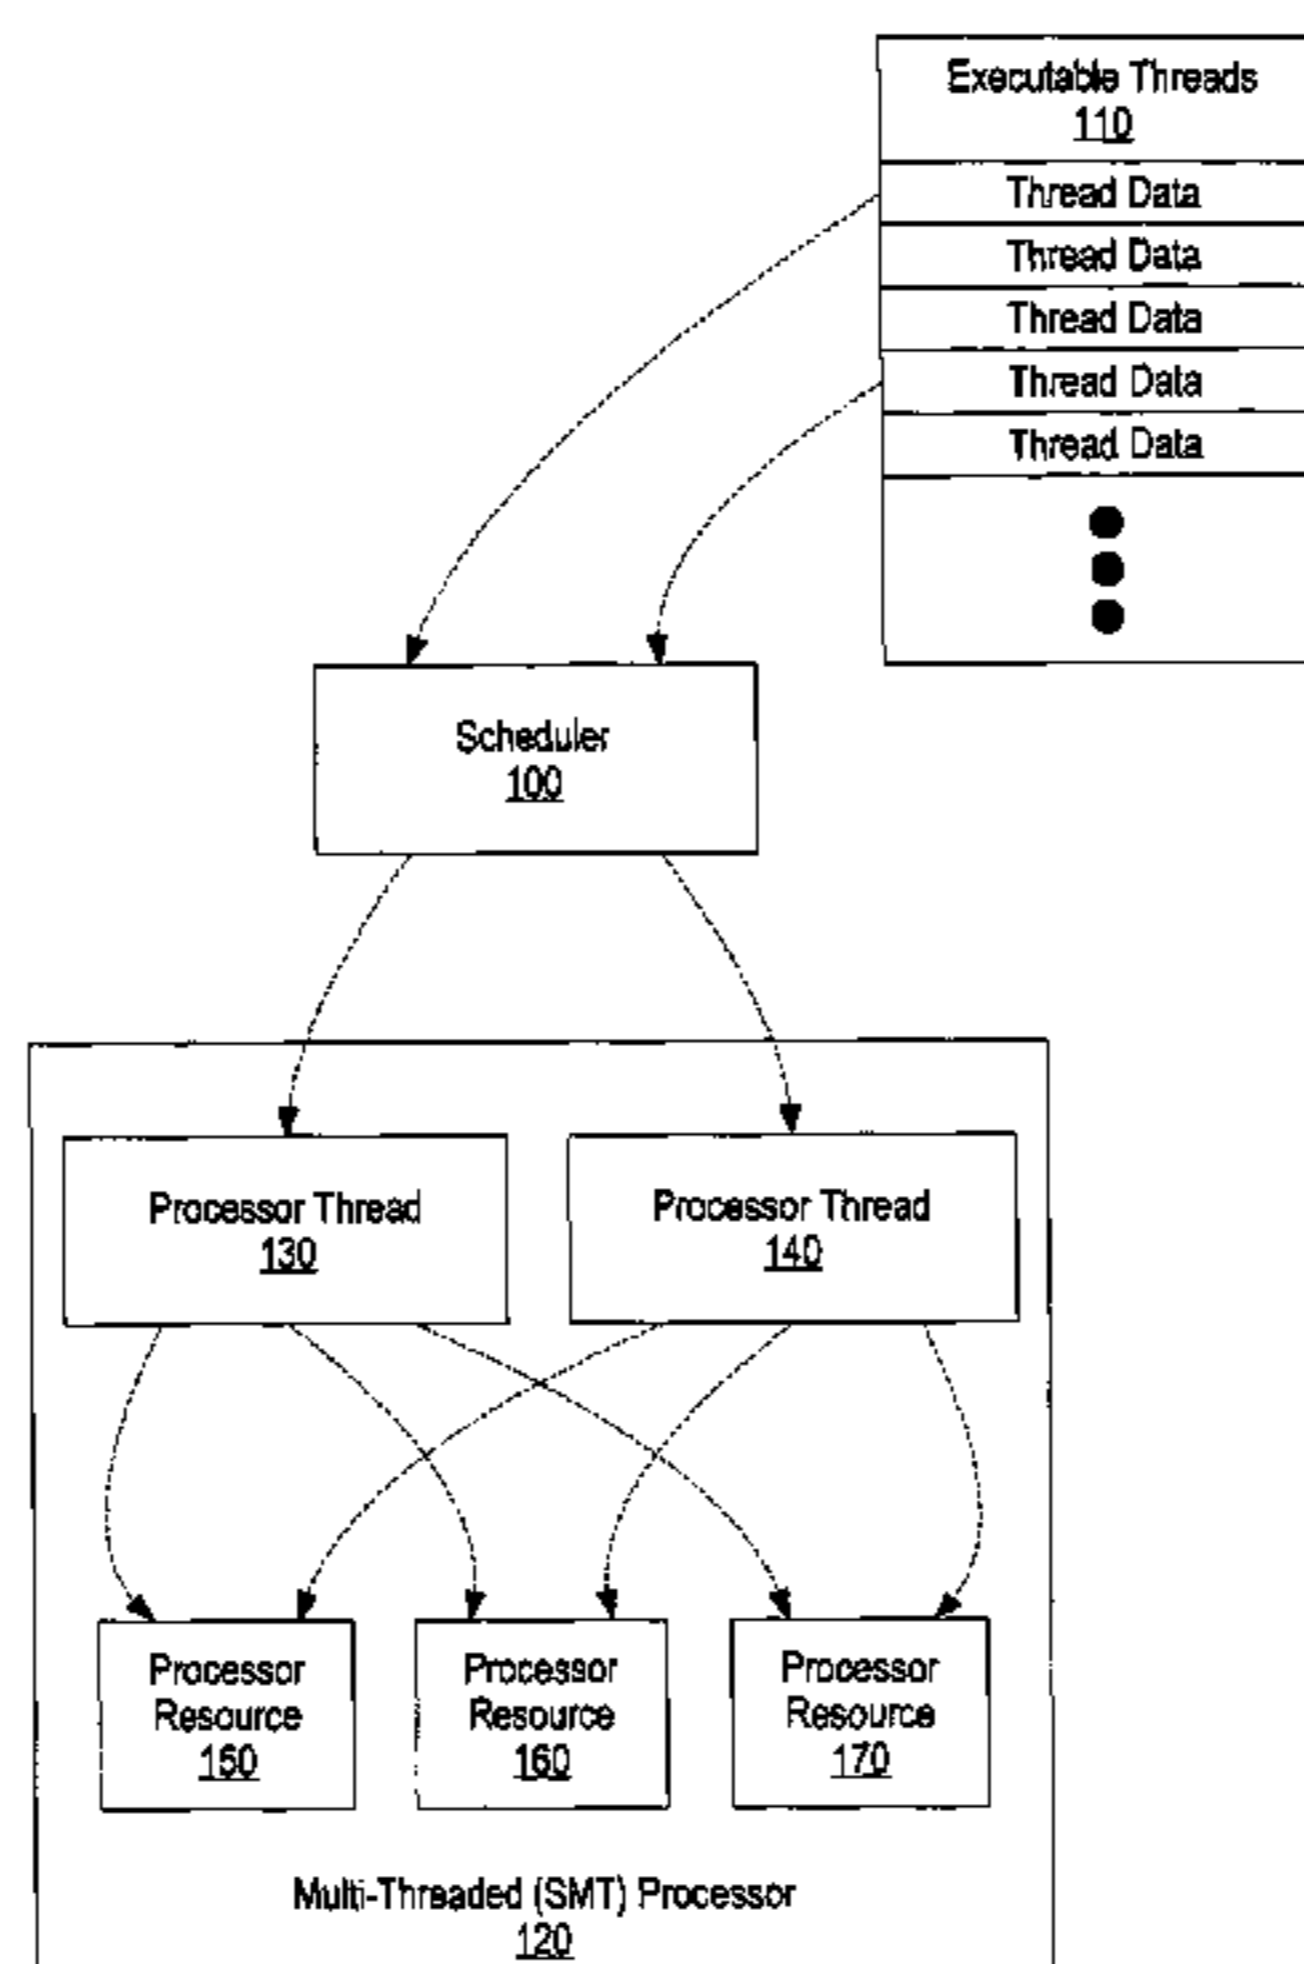 Executable Threads
110
Thread Data
Thread Data
Thread Data
Thread Data
Thread Data
Scheduler
100
Processor Thread
130
Processor Thread
140
Processor
Resource
150
Processor
Resource
160
Processor
Resource
170
Multi-Threaded (SMT) Processor
120